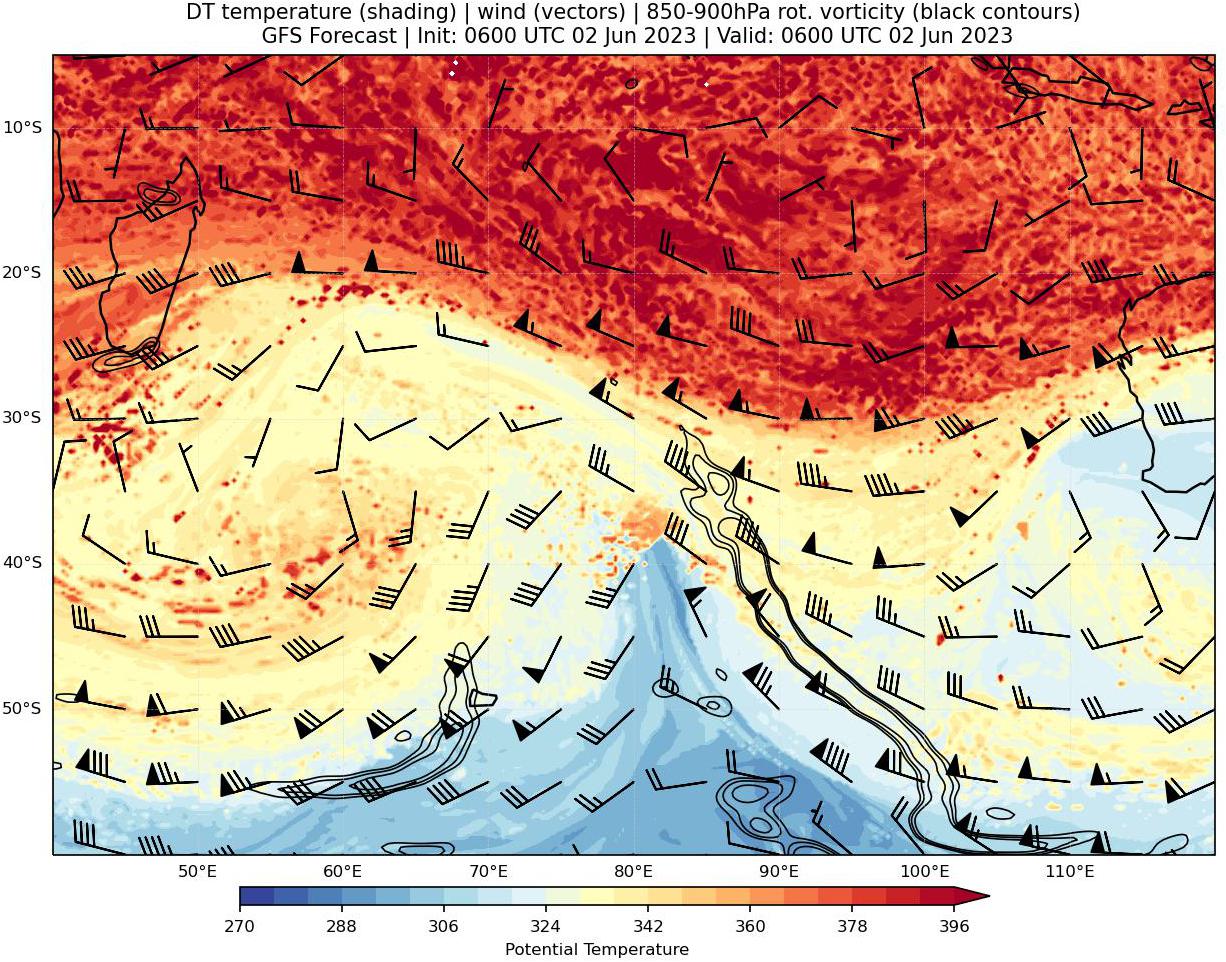 DT temperature (shading) | wind (vectors) | 850-900hPa rot. vorticity (black contours)
GFS Forecast | Init: 0600 UTC 02 Jun 2023 | Valid: 0600 UTC 02 Jun 2023
10°S
20°S
30°S
40°S
50°S
50°E 60°E 70°E 80°E 90°E 100°E 110°E
270 288 306 324 342 360 378 396
Potential Temperature